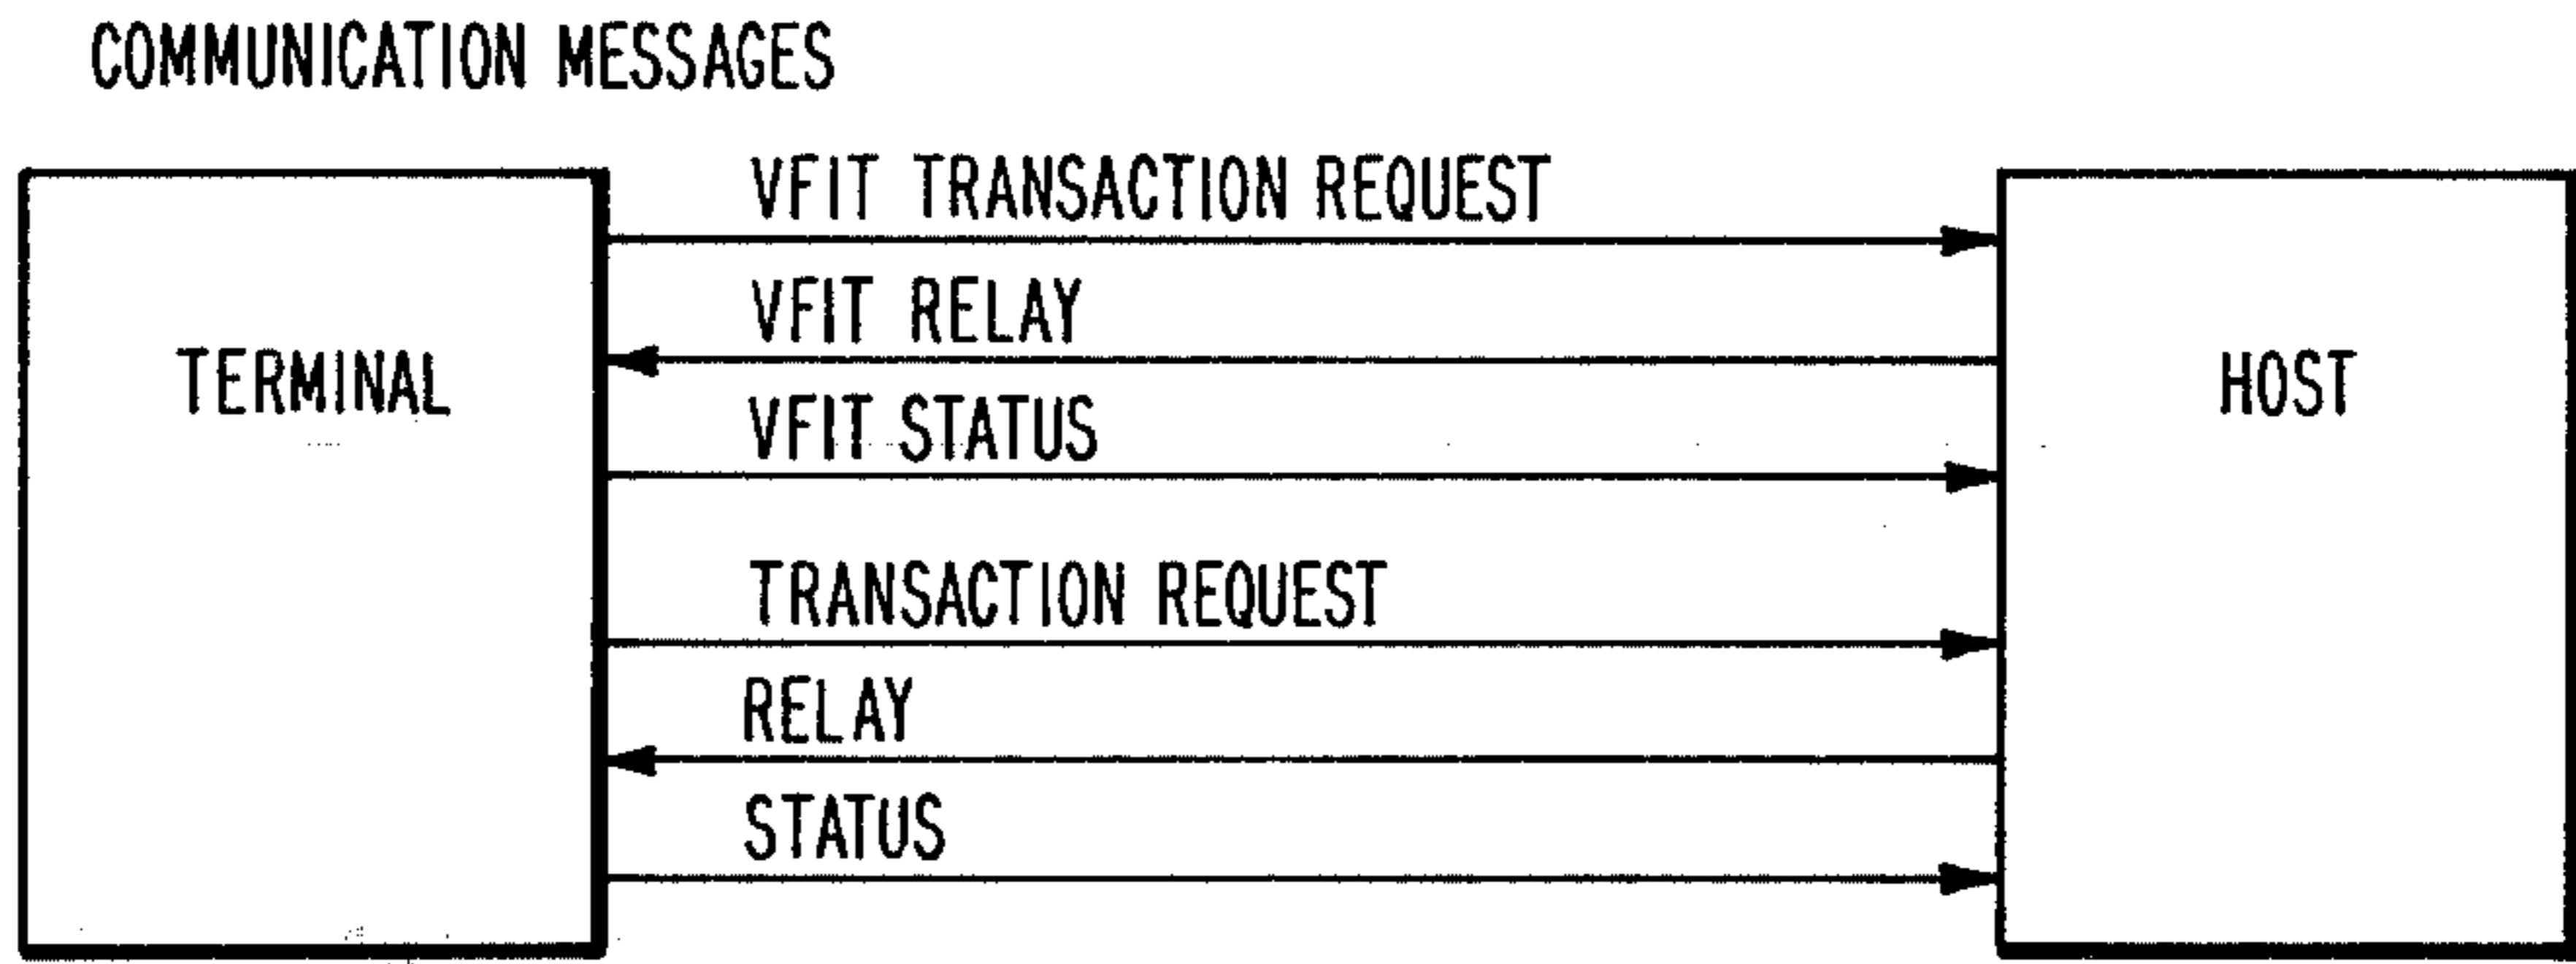 COMMUNICATION MESSAGES
VFIT TRANSACTION REQUEST
VFIT RELAY
TERMINAL
HOST
VFIT STATUS
TRANSACTION REQUEST
RELAY
STATUS